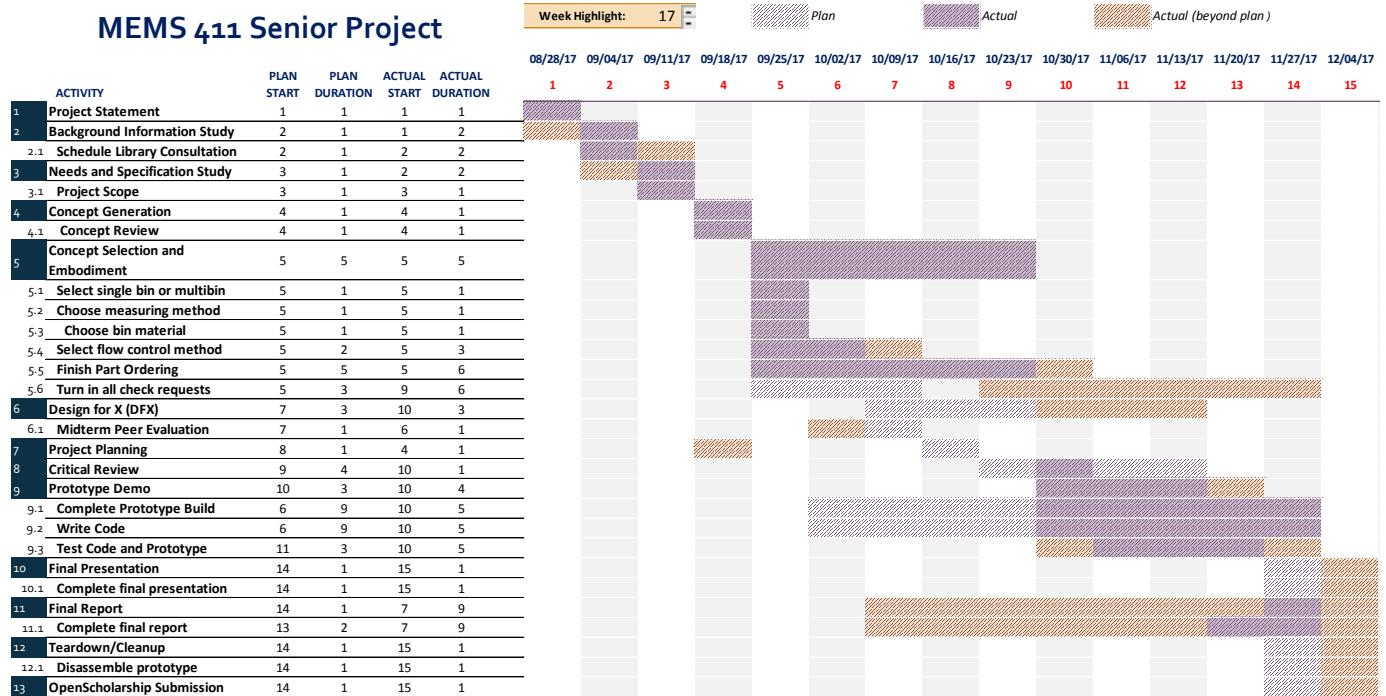 MEMS 411 Senior Project
Week Highlight: 17 Plan Actual Actual (beyond plan )
08/28/17 09/04/17 09/11/17 09/18/17 09/25/17 10/02/17 10/09/17 10/16/17 10/23/17 10/30/17 11/06/17 11/13/17 11/20/17 11/27/17 12/04/17
PLAN PLAN ACTUAL ACTUAL
ACTIVITY START DURATION START DURATION 1 2 3 4 5 6 7 8 9 10 11 12 13 14 15
1 Project Statement 1 1 1 1
2 Background Information Study 2 1 1 2
2.1 Schedule Library Consultation 2 1 2 2
3 Needs and Specification Study 3 1 2 2
3.1 Project Scope 3 1 3 1
4 Concept Generation 4 1 4 1
4.1 Concept Review 4 1 4 1
5 Concept Selection and
Embodiment 5 5 5 5
5.1 Select single bin or multibin 5 1 5 1
5.2 Choose measuring method 5 1 5 1
5.3 Choose bin material 5 1 5 1
5.4 Select flow control method 5 2 5 3
5.5 Finish Part Ordering 5 5 5 6
5.6 Turn in all check requests 5 3 9 6
6 Design for X (DFX) 7 3 10 3
6.1 Midterm Peer Evaluation 7 1 6 1
7 Project Planning 8 1 4 1
8 Critical Review 9 4 10 1
9 Prototype Demo 10 3 10 4
9.1 Complete Prototype Build 6 9 10 5
9.2 Write Code 6 9 10 5
9.3 Test Code and Prototype 11 3 10 5
10 Final Presentation 14 1 15 1
10.1 Complete final presentation 14 1 15 1
11 Final Report 14 1 7 9
11.1 Complete final report 13 2 7 9
12 Teardown/Cleanup 14 1 15 1
12.1 Disassemble prototype 14 1 15 1
13 OpenScholarship Submission 14 1 15 1